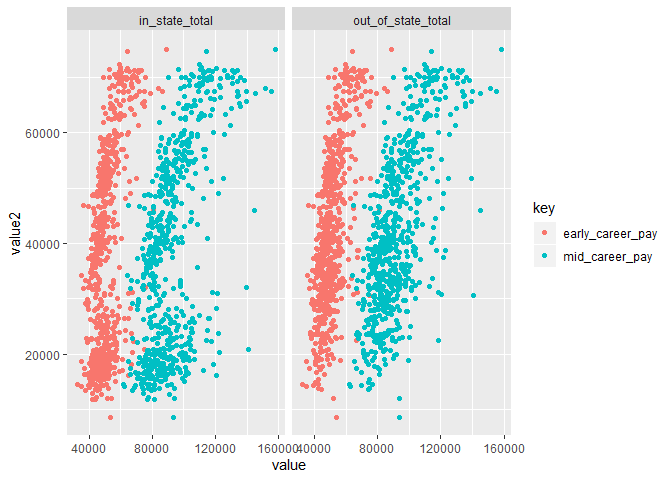 in_state_total
out_of_state_total
60000
40000
20000
value2
40000
80000
120000
160000
40000
80000
120000
160000
value
key
early_career_pay
mid_career_pay